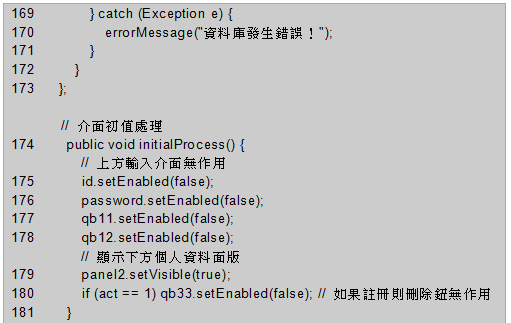 169 } catch (Exception e) {
170 errorMessage("資料庫發生錯誤！");
171 }
172 }
173 };
// 介面初值處理
174 public void initialProcess() {
// 上方輸入介面無作用
175 id.setEnabled(false);
176 password.setEnabled(false);
177 qb11.setEnabled(false);
178 qb12.setEnabled(false);
// 顯示下方個人資料面版
179 panel2.setVisible(true);
180 if (act == 1) qb33.setEnabled(false); // 如果註冊則刪除鈕無作用
181 }